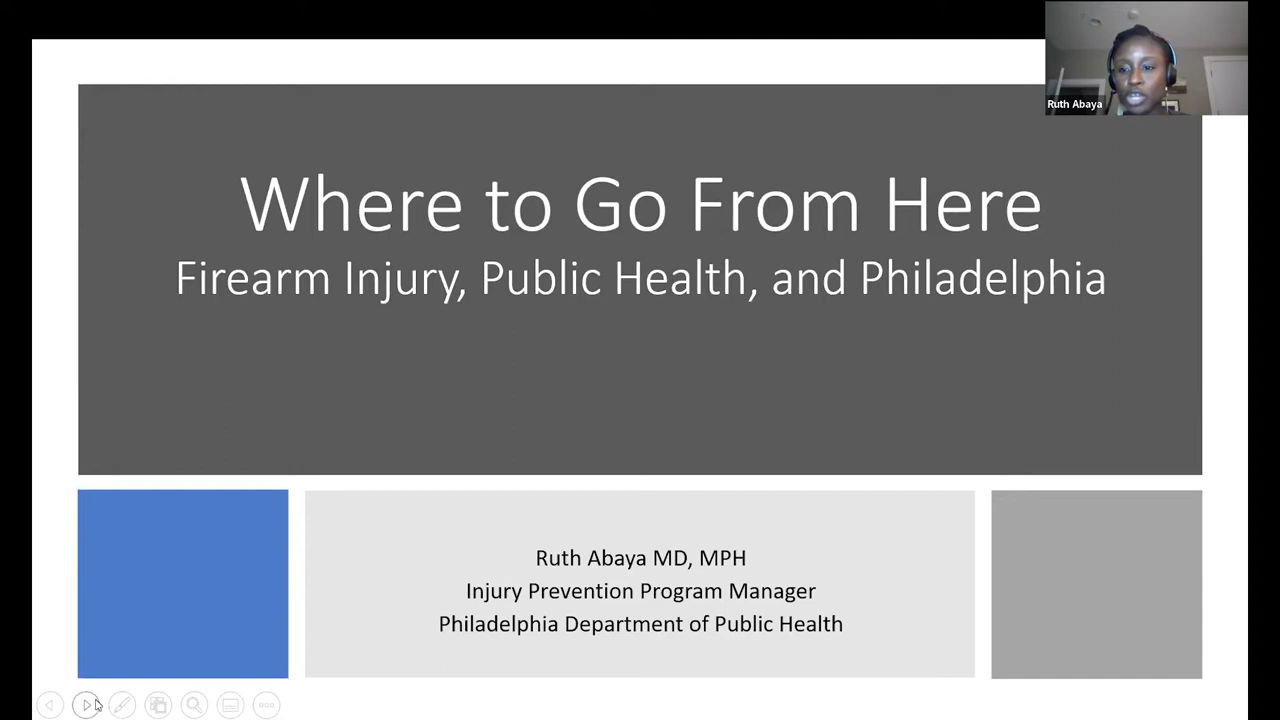 Ruth Abaya
Where to Go From Here
Firearm Injury, Public Health, and Philadelphia
Ruth Abaya MD, MPH
Injury Prevention Program Manager
Philadelphia Department of Public Health